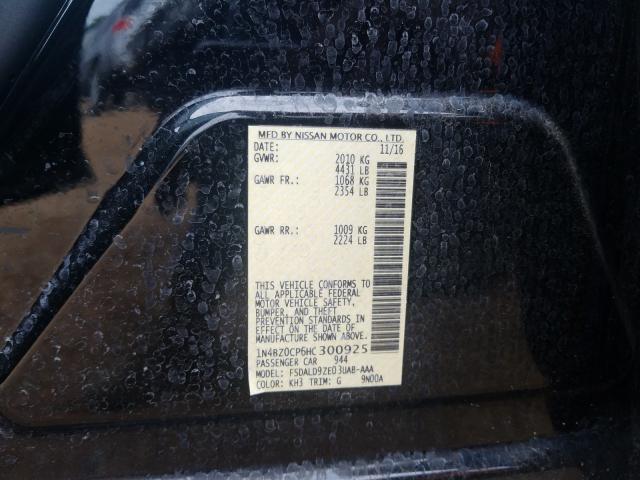 MFD BY NISSAN MOTOR CO., LTD.
DATE: 11/16
GVWR: 2010 KG
4431 LB
GAWR FR.: 1068 KG
2354 LB
GAWR RR.: 1009 KG
2224 LB
THIS VEHICLE CONFORMS TO
ALL APPLICABLE FEDERAL
MOTOR VEHICLE SAFETY,
BUMPER, AND THEFT
PREVENTION STANDARDS IN
EFFECT ON THE DATE OF
MANUFACTURE SHOWN ABOVE.
1N4BZ0CP6HC300925
PASSENGER CAR 944
MODEL: FSDALD9ZE03UAB-AAA
COLOR: KH3 TRIM: G 9N00A